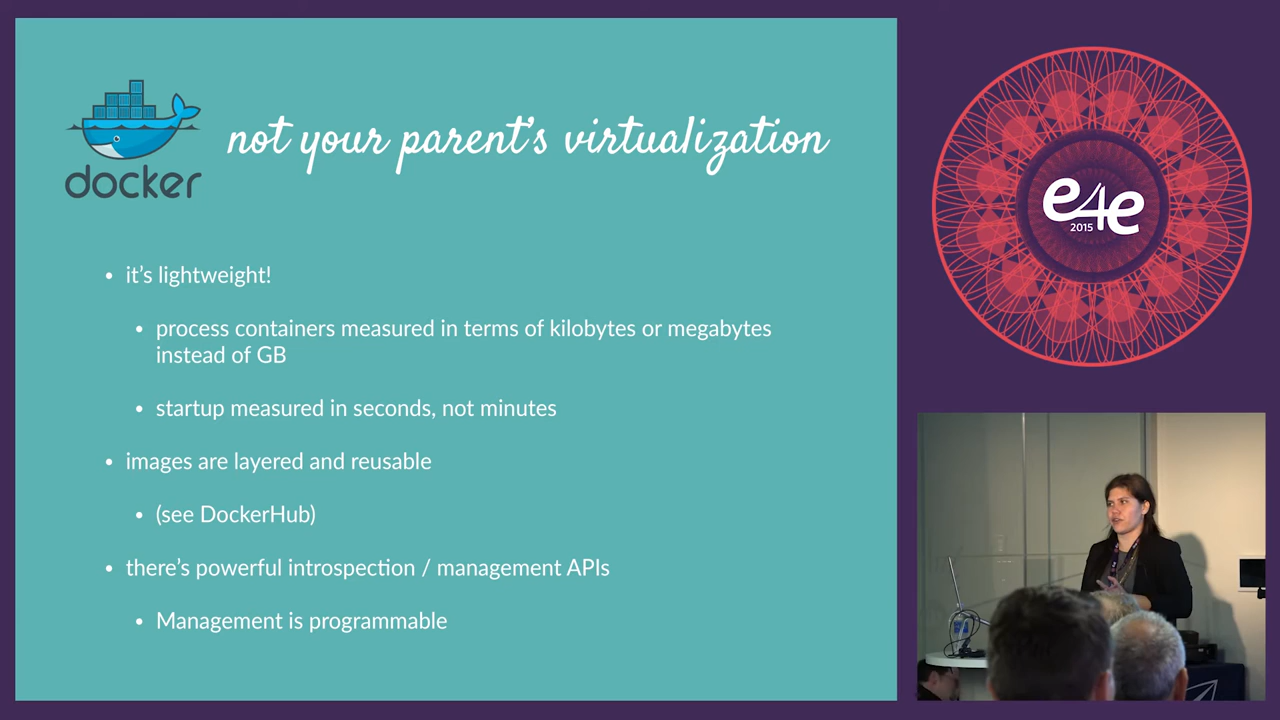 docker
not your parent's virtualization
• it's lightweight!
• process containers measured in terms of kilobytes or megabytes
instead of GB
• startup measured in seconds, not minutes
• images are layered and reusable
• (see DockerHub)
• there's powerful introspection / management APIs
• Management is programmable
e4e
2015